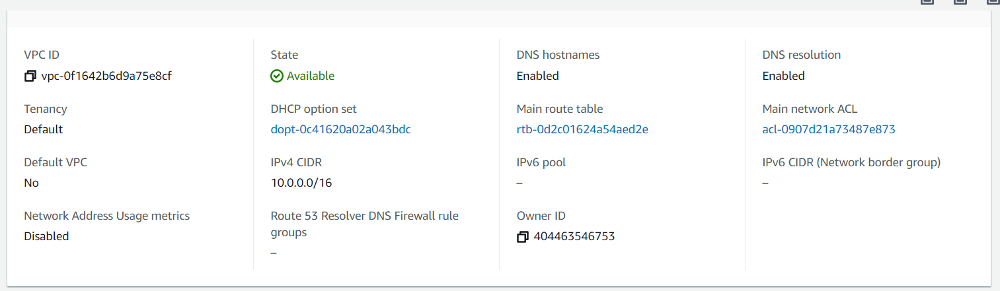 VPC ID
vpc-0f1642b6d9a75e8cf
State
Available
DNS hostnames
Enabled
DNS resolution
Enabled
Tenancy
Default
DHCP option set
dopt-0c41620a02a043bdc
Main route table
rtb-0d2c01624a54aed2e
Main network ACL
acl-0907d21a73487e873
Default VPC
No
IPv4 CIDR
10.0.0.0/16
IPv6 pool
–
IPv6 CIDR (Network border group)
–
Network Address Usage metrics
Disabled
Route 53 Resolver DNS Firewall rule
groups
–
Owner ID
404463546753